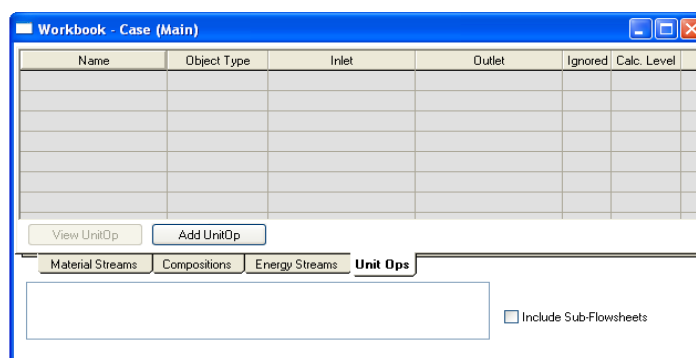 Workbook - Case (Main)
Name Object Type Inlet Outlet Ignored Calc. Level
View UnitOp Add UnitOp
Material Streams Compositions Energy Streams Unit Ops
Include Sub-Flowsheets